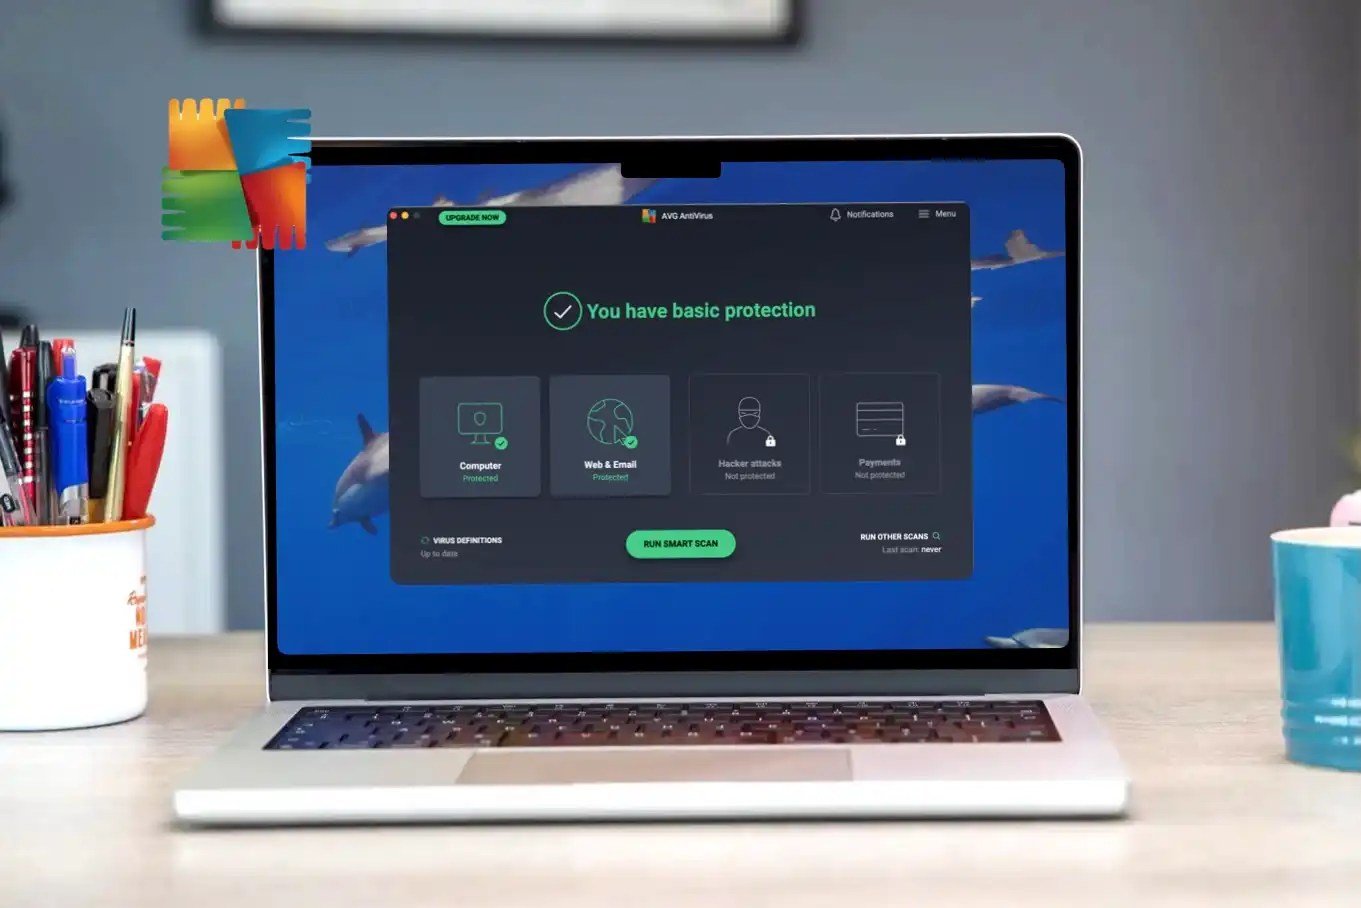 UPGRADE NOW
AVG AntiVirus
Notifications
Menu
You have basic protection
Computer
Protected
Web & Email
Protected
Hacker attacks
Not protected
Payments
Not protected
VIRUS DEFINITIONS
Up to date
RUN SMART SCAN
RUN OTHER SCANS
Last scan: never